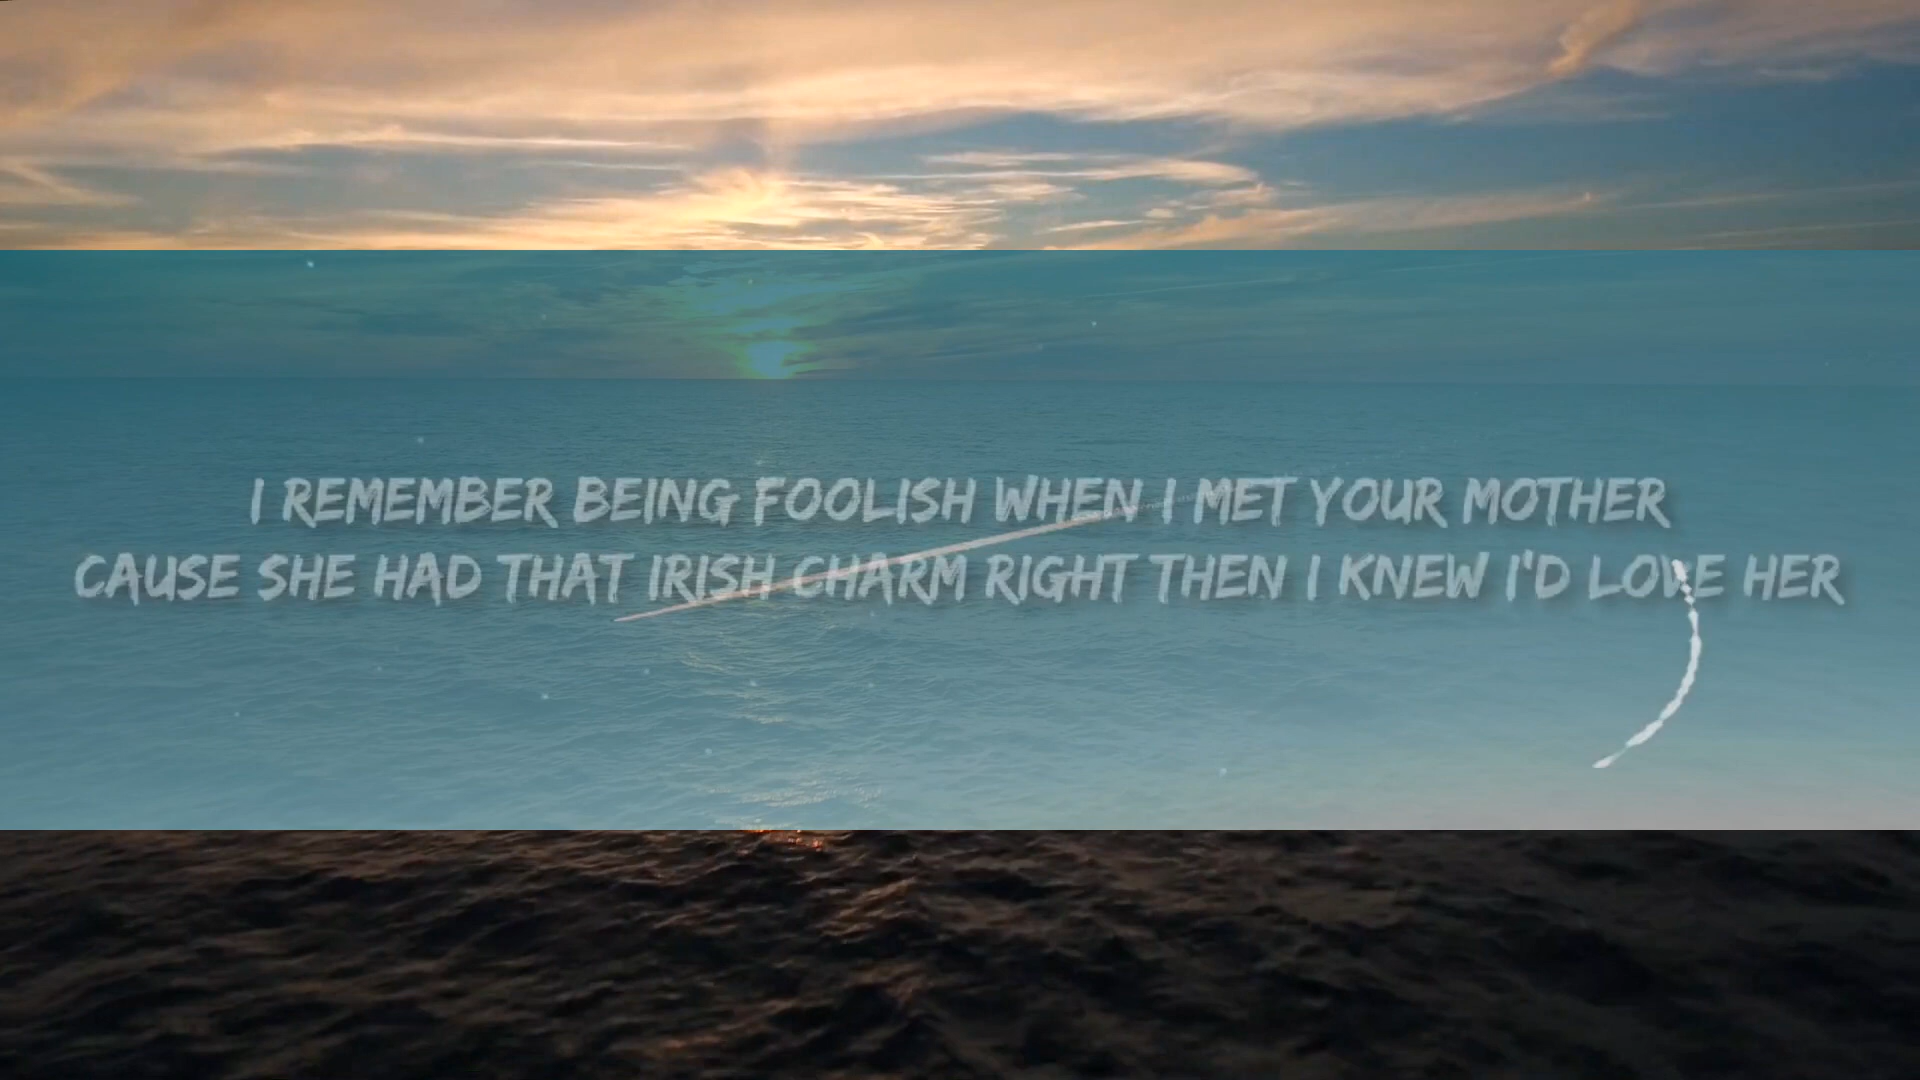 I REMEMBER BEING FOOLISH WHEN I MET YOUR MOTHER
CAUSE SHE HAD THAT IRISH CHARM RIGHT THEN I KNEW I'D LOVE HER